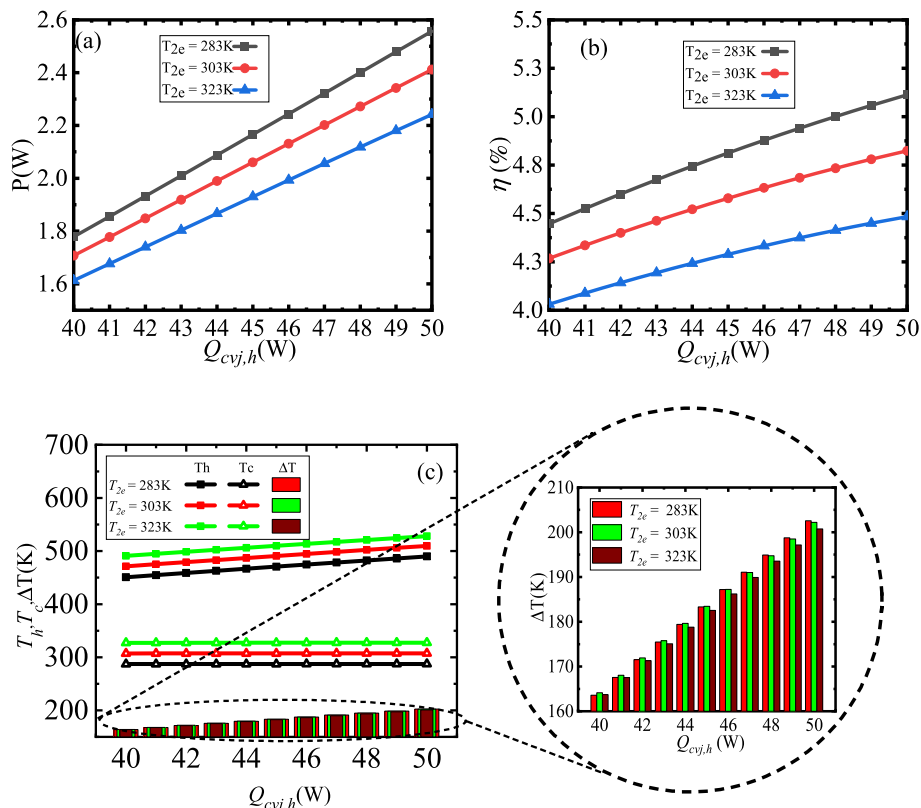 (a)
T2e = 283K
T2e = 303K
T2e = 323K
2.6
2.4
2.2
2.0
1.8
1.6
P(W)
40 41 42 43 44 45 46 47 48 49 50
Qcvj,h(W)
(b)
T2e = 283K
T2e = 303K
T2e = 323K
5.5
5.3
5.0
4.8
4.5
4.3
4.0
η (%)
40 41 42 43 44 45 46 47 48 49 50
Qcvj,h(W)
(c)
Th Tc ΔT
T2e = 283K
T2e = 303K
T2e = 323K
700
600
500
400
300
200
Th,Tc,ΔT(K)
40 42 44 46 48 50
Qcvj,h(W)
T2e = 283K
T2e = 303K
T2e = 323K
210
200
190
180
170
160
ΔT(K)
40 42 44 46 48 50
Qcvj,h (W)